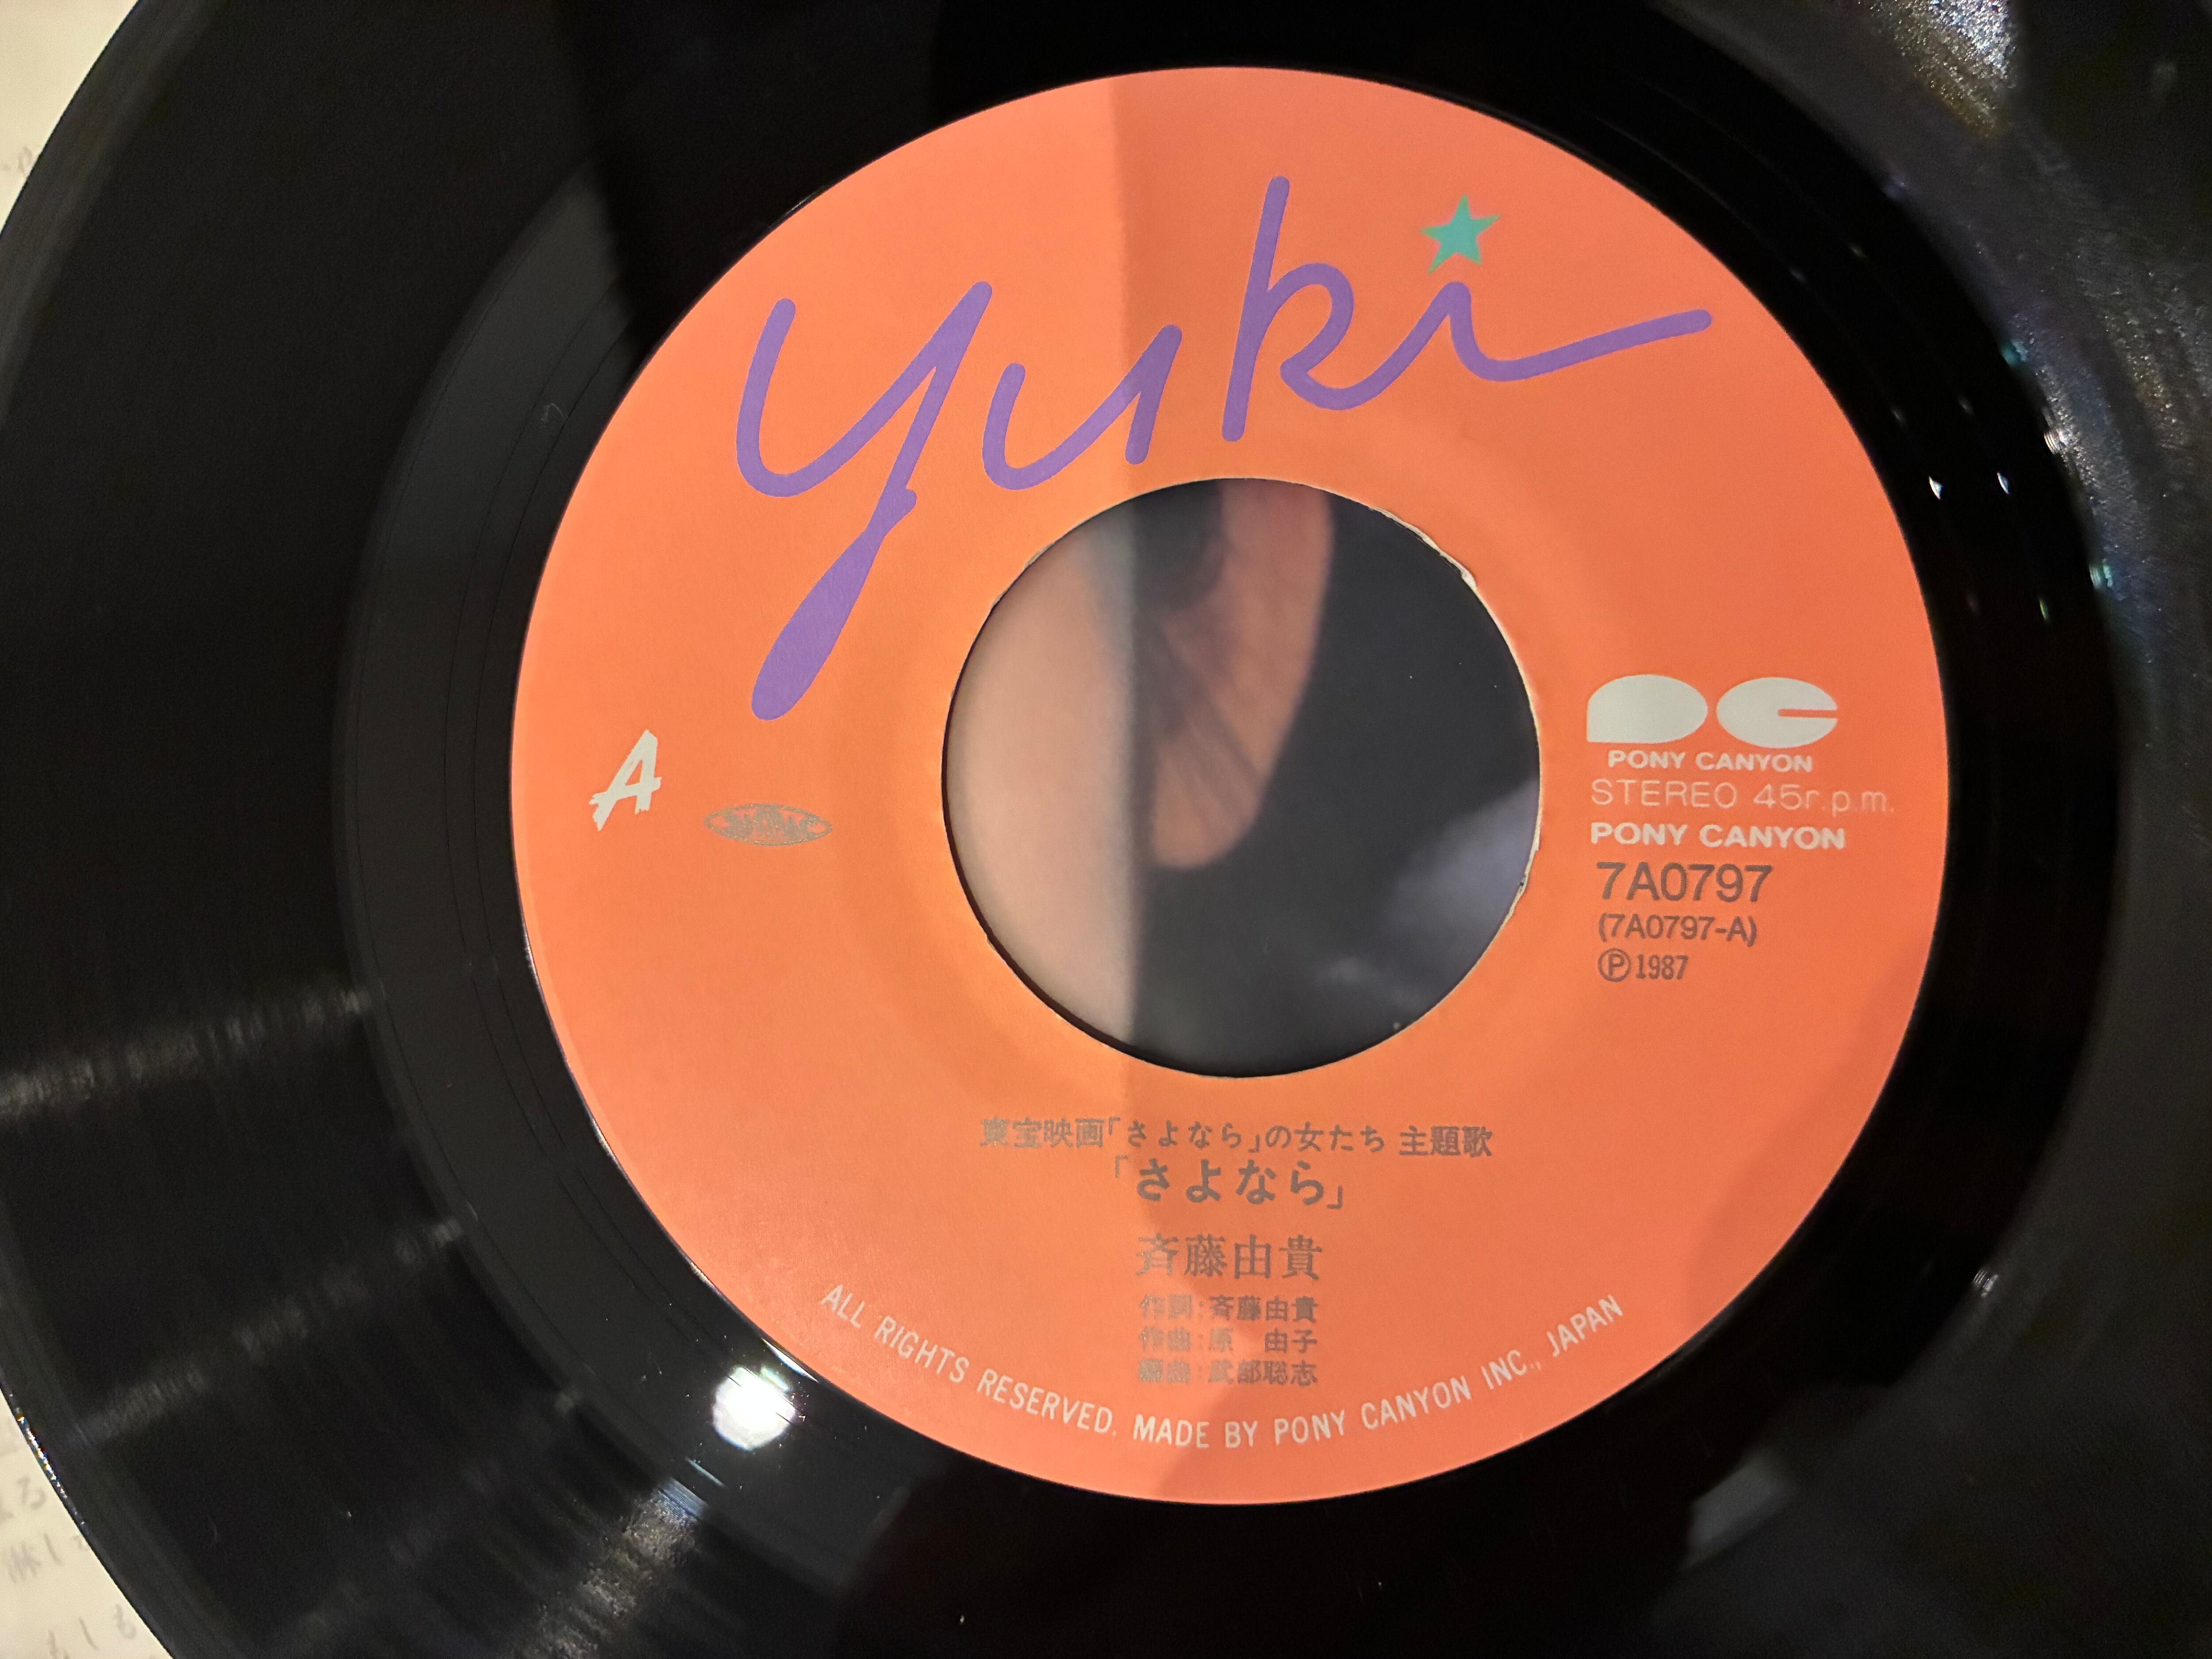 yuki
A
PONY CANYON
STEREO 45r.p.m.
PONY CANYON
7A0797
(7A0797-A)
Ⓟ1987
東宝映画「さよなら」の女たち 主題歌
「さよなら」
斉藤由貴
作詞:斉藤由貴
作曲:原 由子
編曲:武部聡志
ALL RIGHTS RESERVED. MADE BY PONY CANYON INC., JAPAN